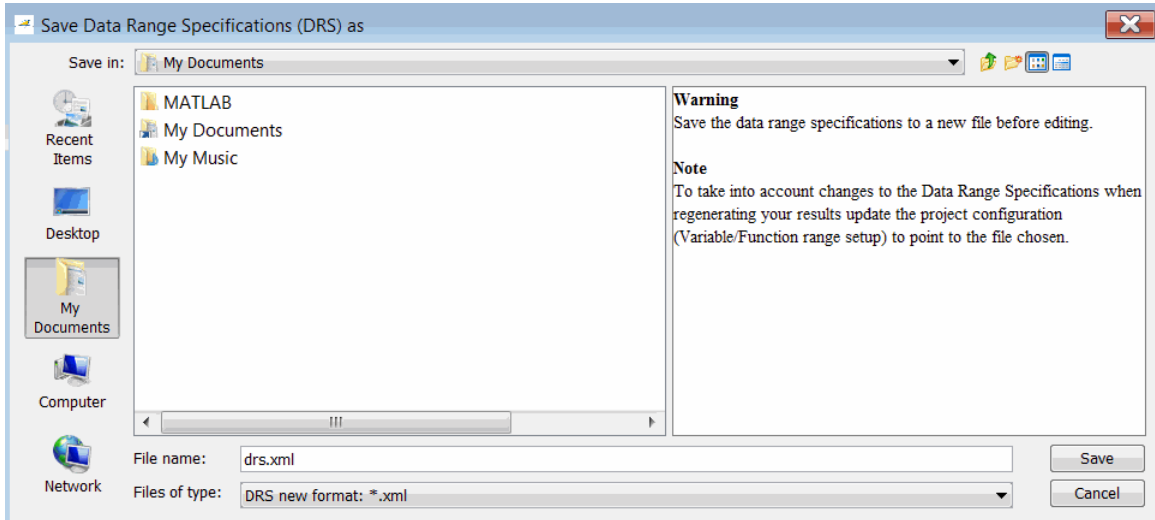 Save Data Range Specifications (DRS) as
Save in: My Documents
Recent
Items
Desktop
My
Documents
Computer
Network
MATLAB
My Documents
My Music
Warning
Save the data range specifications to a new file before editing.
Note
To take into account changes to the Data Range Specifications when
regenerating your results update the project configuration
(Variable/Function range setup) to point to the file chosen.
File name: drs.xml
Save
Files of type: DRS new format: *.xml
Cancel